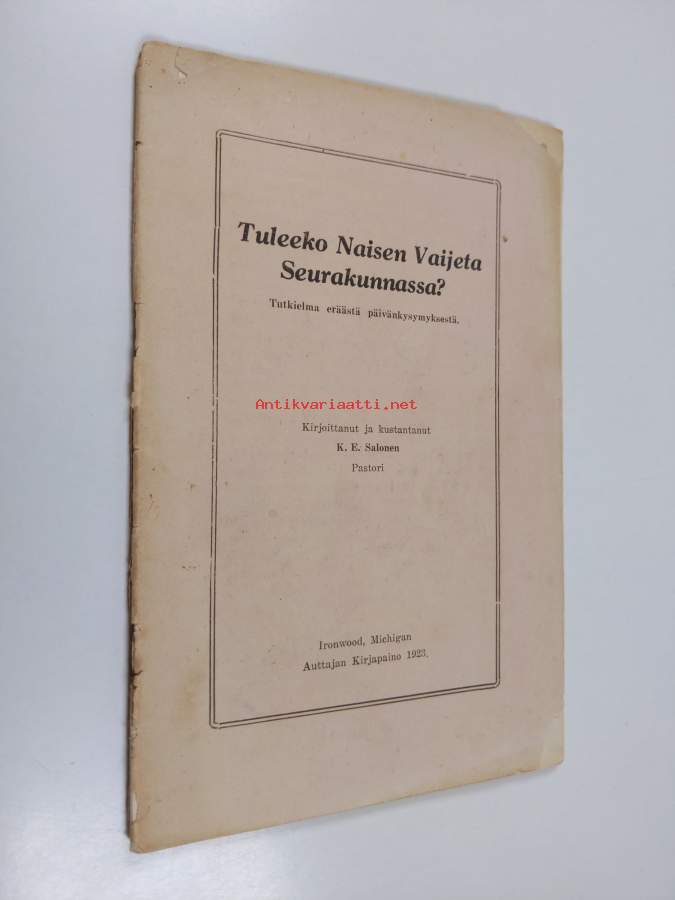 Tuleeko Naisen Vaijeta
Seurakunnassa?
Tutkielma eräästä päivänkysymyksestä.
Antikvariaatti.net
Kirjoittanut ja kustantanut
K. E. Salonen
Pastori
Ironwood, Michigan
Auttajan Kirjapaino 1923.